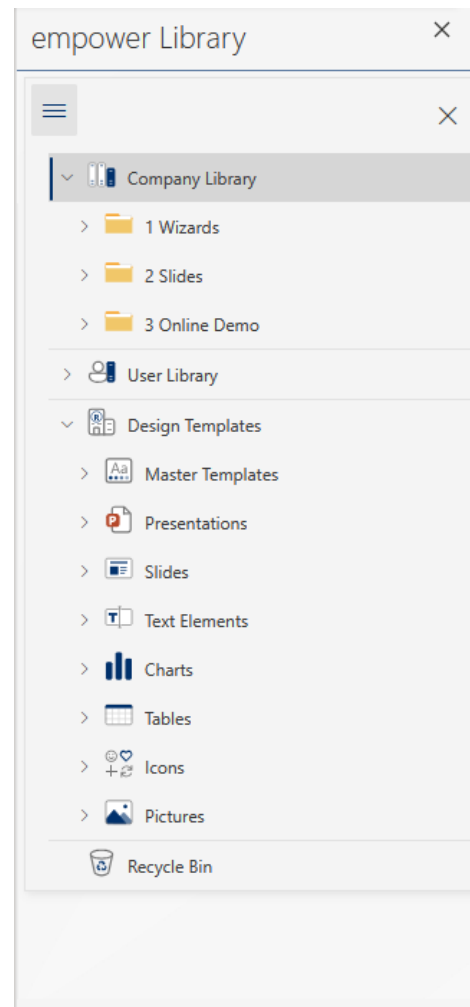 empower Library
Company Library
1 Wizards
2 Slides
3 Online Demo
User Library
Design Templates
Master Templates
Presentations
Slides
Text Elements
Charts
Tables
Icons
Pictures
Recycle Bin